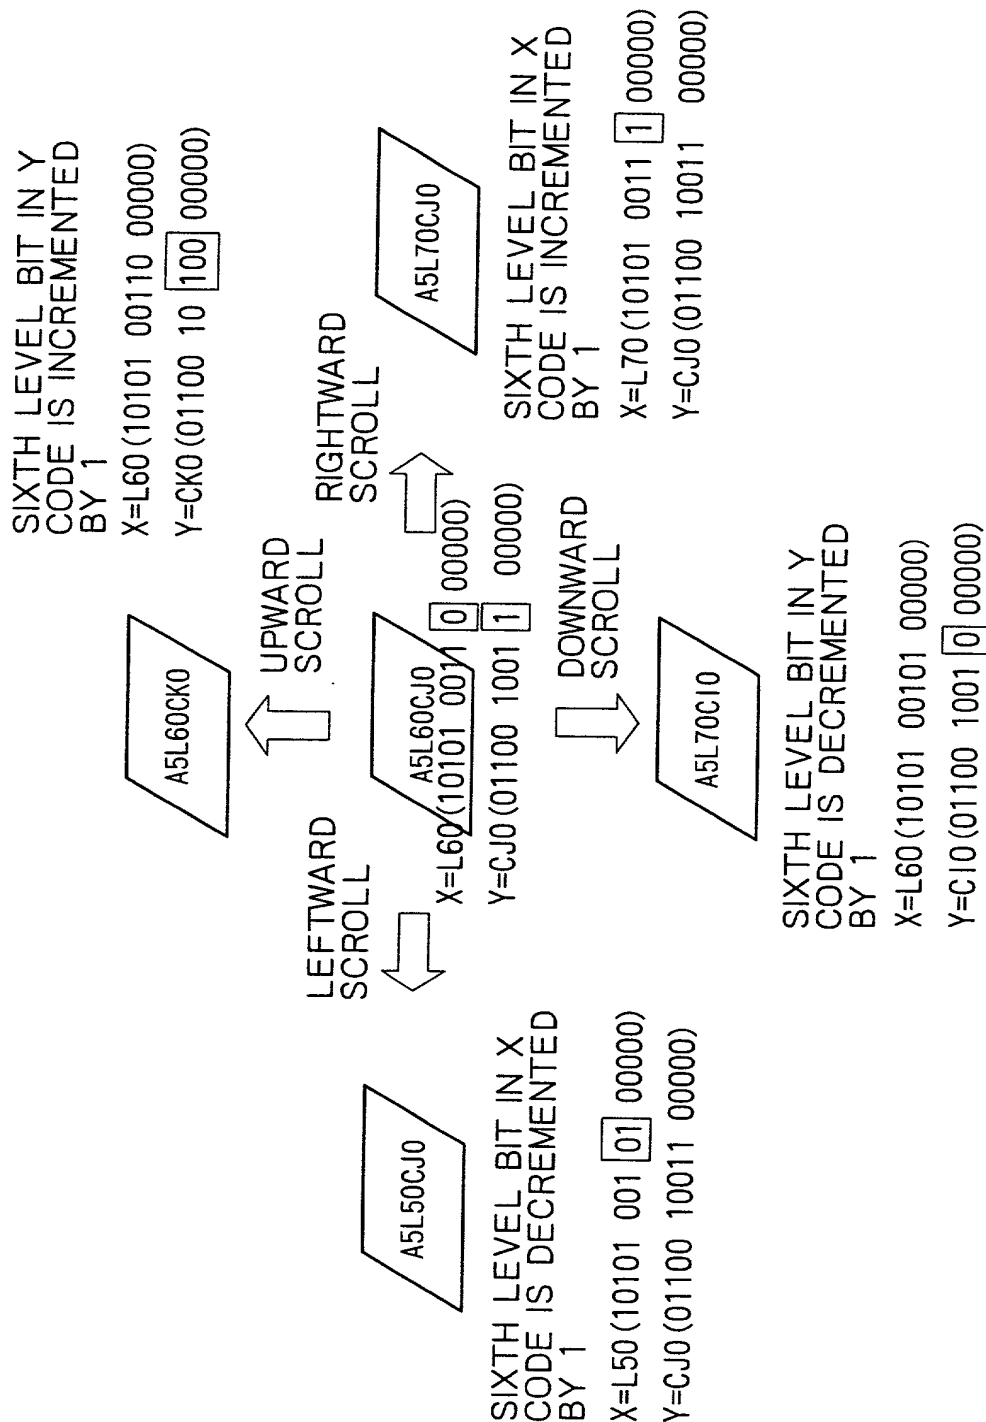 A5L60CK0
SIXTH LEVEL BIT IN Y
CODE IS INCREMENTED
BY 1
X=L60(10101 00110 00000)
Y=CK0(01100 10 100 00000)
UPWARD
SCROLL
LEFTWARD
SCROLL
RIGHTWARD
SCROLL
A5L50CJ0
SIXTH LEVEL BIT IN X
CODE IS DECREMENTED
BY 1
X=L50(10101 001 01 00000)
Y=CJ0(01100 10011 00000)
A5L60CJ0
X=L60(10101 0011 0 00000)
Y=CJ0(01100 1001 1 00000)
A5L70CJ0
SIXTH LEVEL BIT IN X
CODE IS INCREMENTED
BY 1
X=L70(10101 0011 1 00000)
Y=CJ0(01100 10011 00000)
DOWNWARD
SCROLL
A5L70CI0
SIXTH LEVEL BIT IN Y
CODE IS DECREMENTED
BY 1
X=L60(10101 00101 00000)
Y=CI0(01100 1001 0 00000)